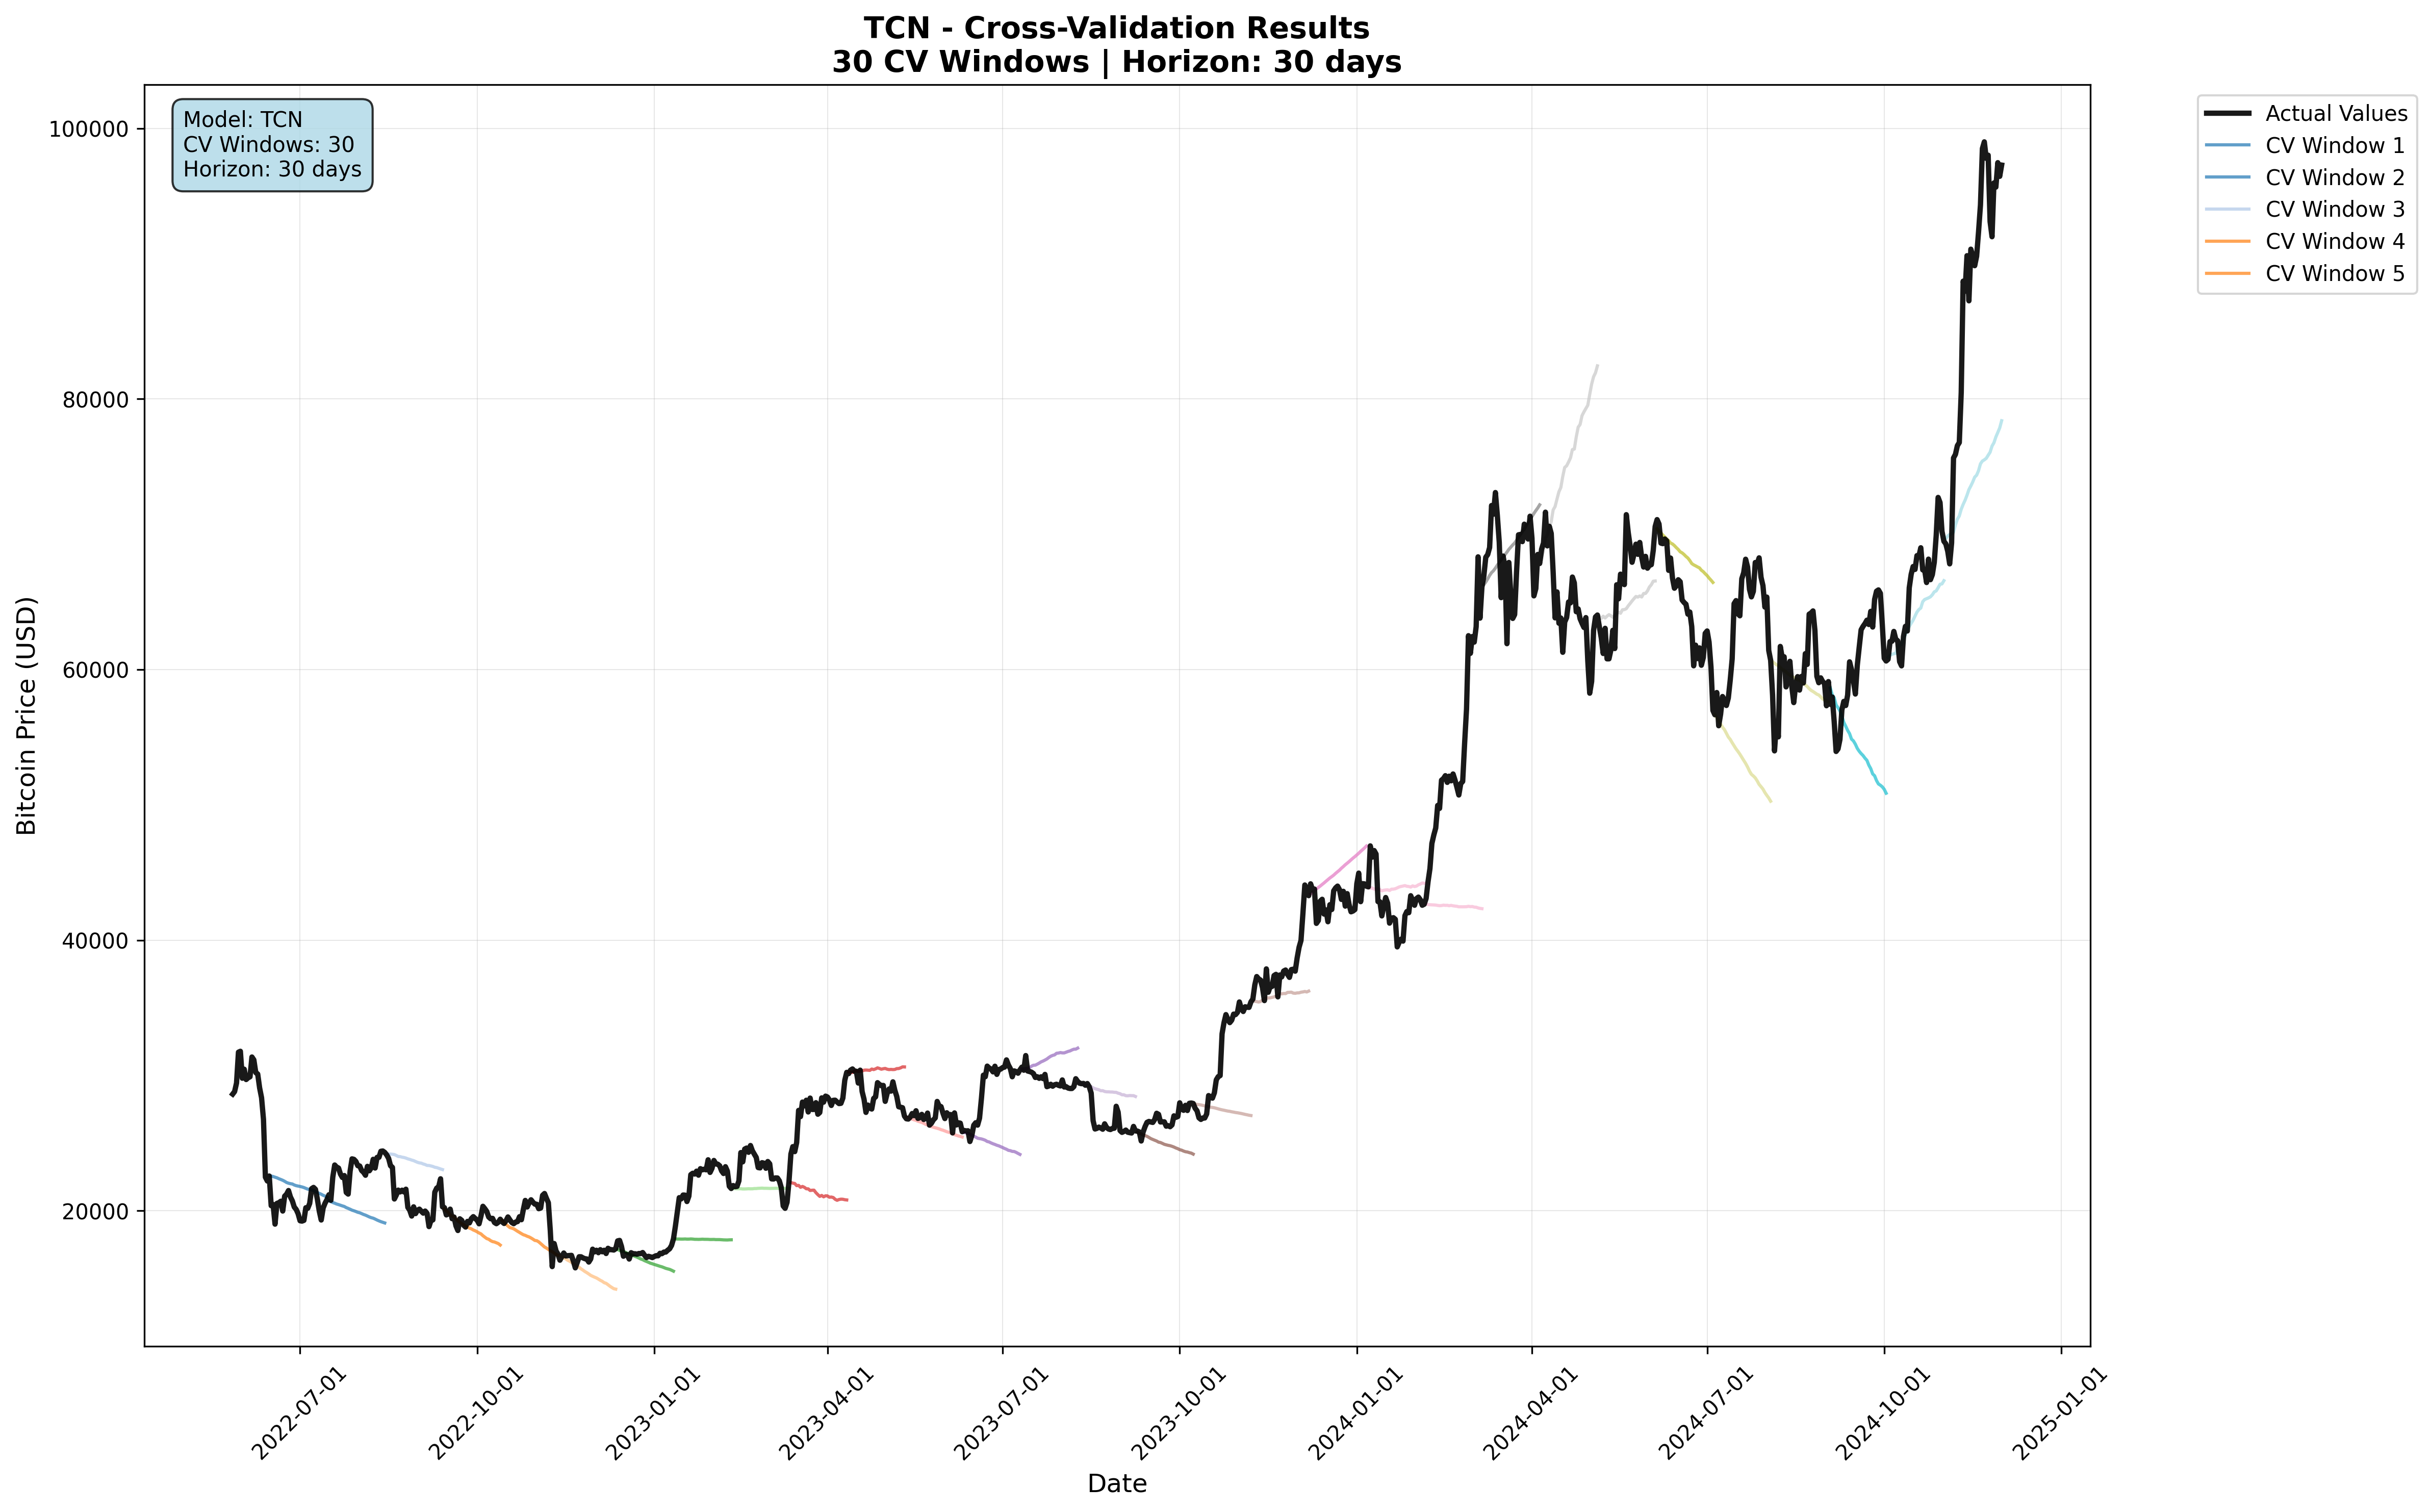 TCN - Cross-Validation Results
30 CV Windows | Horizon: 30 days
Model: TCN
CV Windows: 30
Horizon: 30 days
Actual Values
CV Window 1
CV Window 2
CV Window 3
CV Window 4
CV Window 5
Bitcoin Price (USD)
100000
80000
60000
40000
20000
2022-07-01
2022-10-01
2023-01-01
2023-04-01
2023-07-01
2023-10-01
2024-01-01
2024-04-01
2024-07-01
2024-10-01
2025-01-01
Date